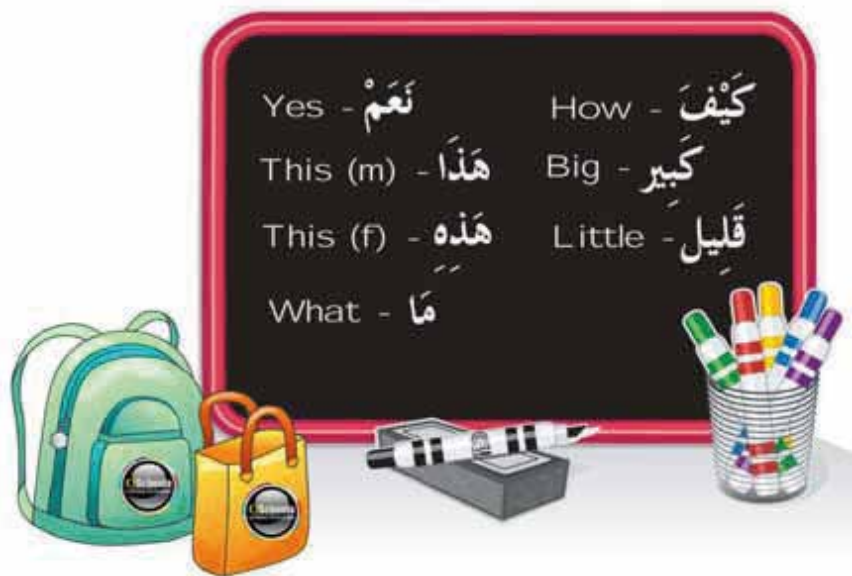 Yes - نَعَمْ
This (m) - هَذَا
This (f) - هَذِهِ
What - مَا
How - كَيْفَ
Big - كَبِير
Little - قَلِيل